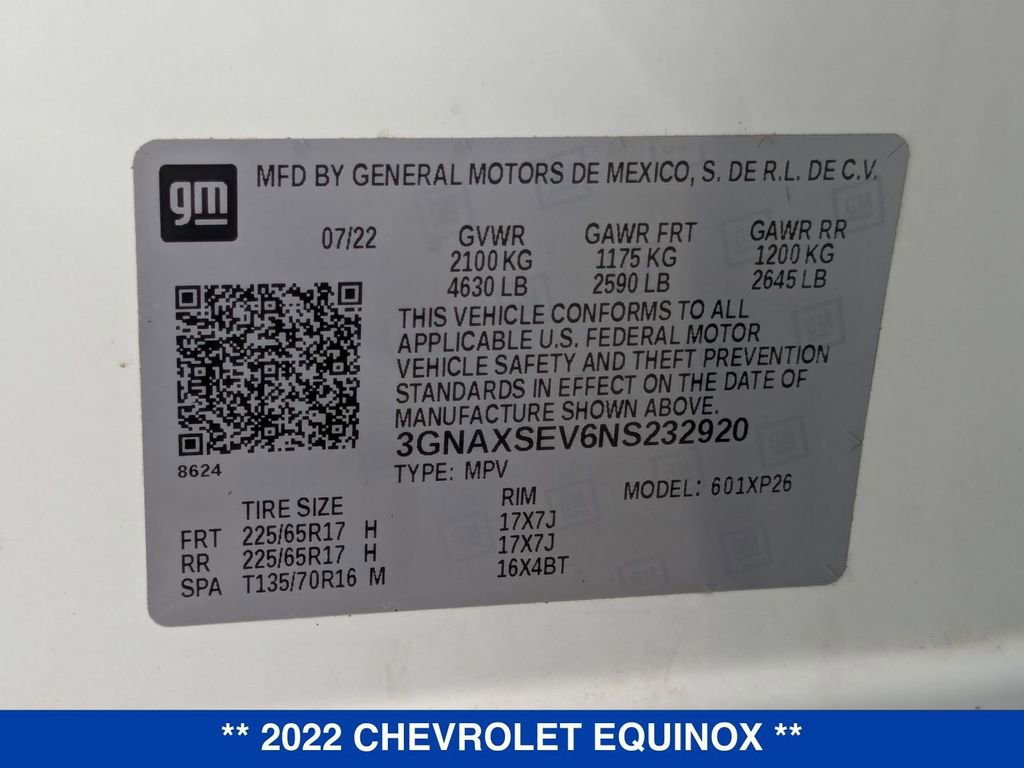 gm
MFD BY GENERAL MOTORS DE MEXICO, S. DE R.L. DE C.V.
07/22 GVWR GAWR FRT GAWR RR
2100 KG 1175 KG 1200 KG
4630 LB 2590 LB 2645 LB
THIS VEHICLE CONFORMS TO ALL
APPLICABLE U.S. FEDERAL MOTOR
VEHICLE SAFETY AND THEFT PREVENTION
STANDARDS IN EFFECT ON THE DATE OF
MANUFACTURE SHOWN ABOVE.
3GNAXSEV6NS232920
8624
TYPE: MPV MODEL: 601XP26
TIRE SIZE RIM
FRT 225/65R17 H 17X7J
RR 225/65R17 H 17X7J
SPA T135/70R16 M 16X4BT
** 2022 CHEVROLET EQUINOX **